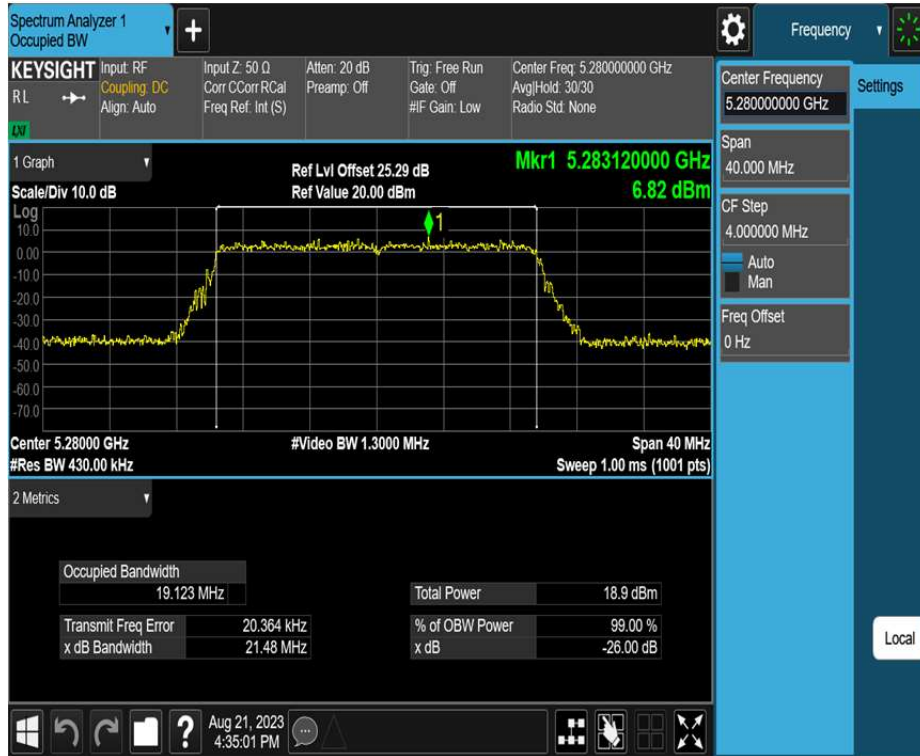 Spectrum Analyzer 1
Occupied BW
+
Frequency
KEYSIGHT
R L
LXI
Input: RF
Coupling: DC
Align: Auto
Input Z: 50 Ω
Corr CCorr RCal
Freq Ref: Int (S)
Atten: 20 dB
Preamp: Off
Trig: Free Run
Gate: Off
#IF Gain: Low
Center Freq: 5.280000000 GHz
Avg|Hold: 30/30
Radio Std: None
Center Frequency
5.280000000 GHz
Settings
Span
40.000 MHz
CF Step
4.000000 MHz
Auto
Man
Freq Offset
0 Hz
1 Graph
Scale/Div 10.0 dB
Ref Lvl Offset 25.29 dB
Ref Value 20.00 dBm
Mkr1 5.283120000 GHz
6.82 dBm
Log
10.0
0.00
-10.0
-20.0
-30.0
-40.0
-50.0
-60.0
-70.0
1
Center 5.28000 GHz
#Video BW 1.3000 MHz
Span 40 MHz
#Res BW 430.00 kHz
Sweep 1.00 ms (1001 pts)
2 Metrics
Occupied Bandwidth
19.123 MHz
Total Power 18.9 dBm
Transmit Freq Error 20.364 kHz
% of OBW Power 99.00 %
x dB Bandwidth 21.48 MHz
x dB -26.00 dB
Local
?
Aug 21, 2023
4:35:01 PM